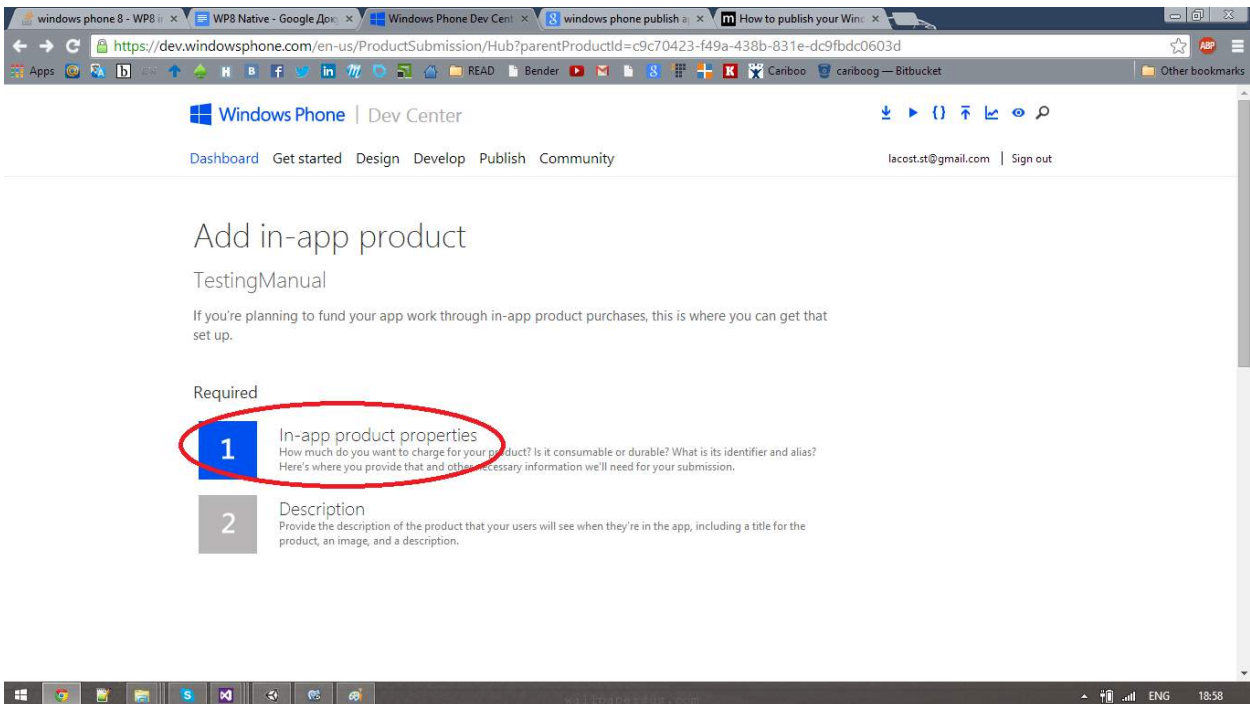 windows phone 8 - WP8 i
WP8 Native - Google Док
Windows Phone Dev Cent
windows phone publish a
How to publish your Wind
https://dev.windowsphone.com/en-us/ProductSubmission/Hub?parentProductId=c9c70423-f49a-438b-831e-dc9fbdc0603d
Apps READ Bender Cariboo cariboog — Bitbucket Other bookmarks
Windows Phone | Dev Center
Dashboard Get started Design Develop Publish Community
lacost.st@gmail.com | Sign out
Add in-app product
TestingManual
If you're planning to fund your app work through in-app product purchases, this is where you can get that
set up.
Required
1
In-app product properties
How much do you want to charge for your product? Is it consumable or durable? What is its identifier and alias?
Here's where you provide that and other necessary information we'll need for your submission.
2
Description
Provide the description of the product that your users will see when they're in the app, including a title for the
product, an image, and a description.
ENG 18:58